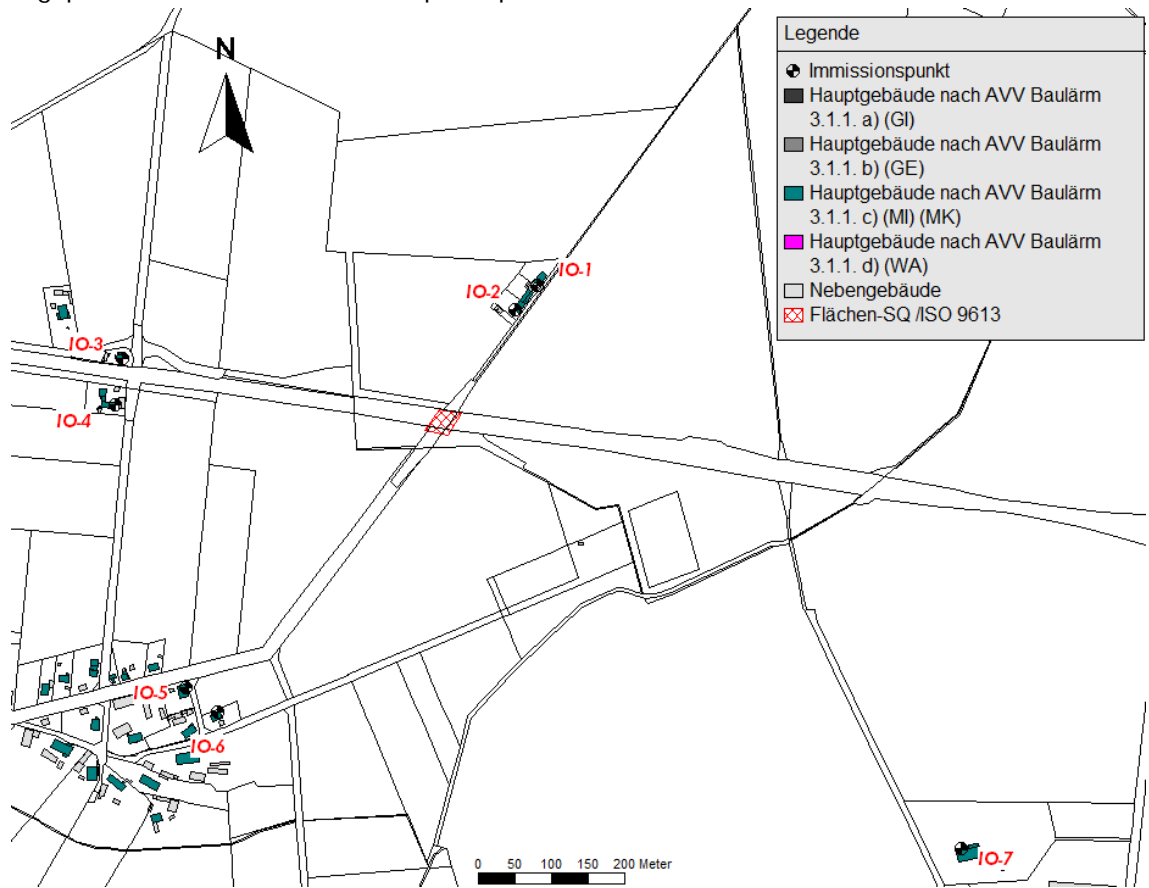 Legende
N
Immissionspunkt
Hauptgebäude nach AVV Baulärm
3.1.1. a) (GI)
Hauptgebäude nach AVV Baulärm
3.1.1. b) (GE)
Hauptgebäude nach AVV Baulärm
3.1.1. c) (MI) (MK)
Hauptgebäude nach AVV Baulärm
3.1.1. d) (WA)
Nebengebäude
Flächen-SQ /ISO 9613
IO-1
IO-2
IO-3
IO-4
IO-5
IO-6
IO-7
0 50 100 150 200 Meter